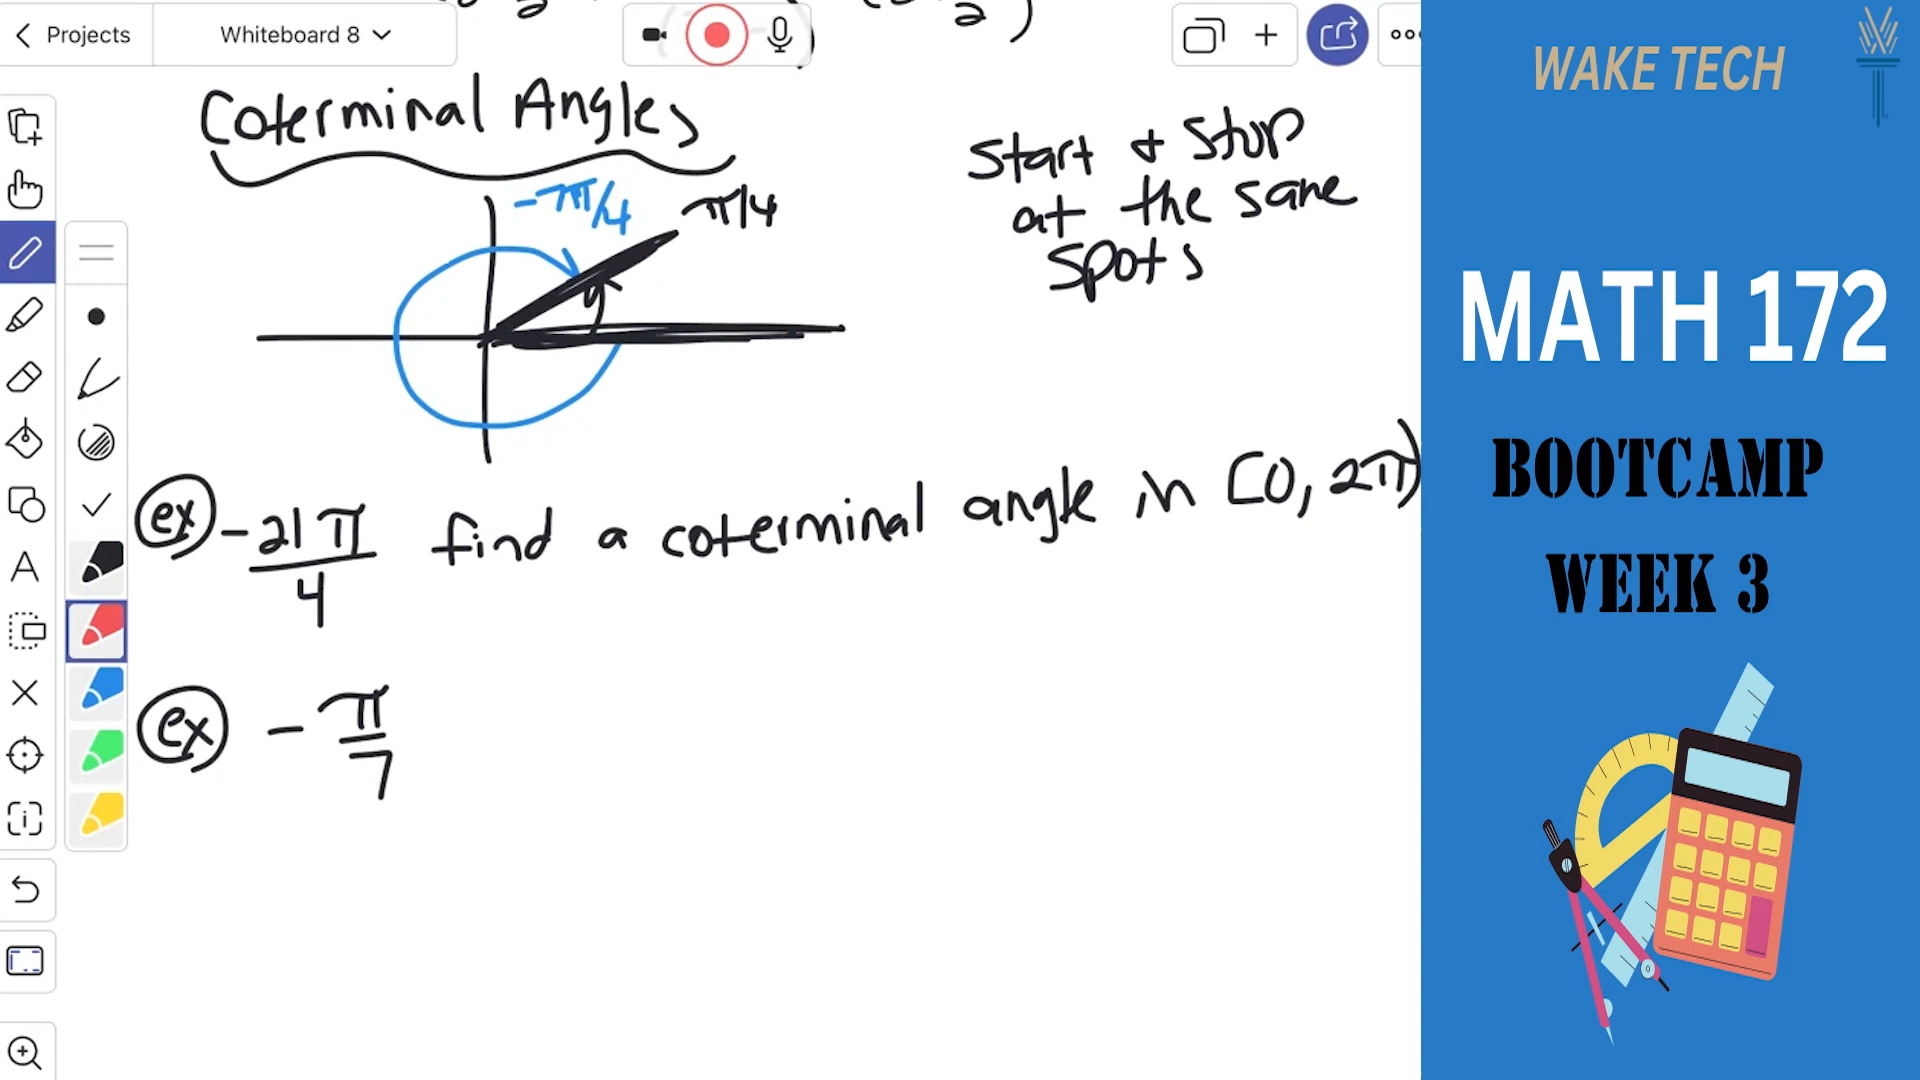 Projects
Whiteboard 8
Coterminal Angles
-7π/4
π/4
Start & Stop
at the same
spots
ex -21π/4 find a coterminal angle in [0, 2π)
ex - π/7
A
WAKE TECH
MATH 172
BOOTCAMP
WEEK 3